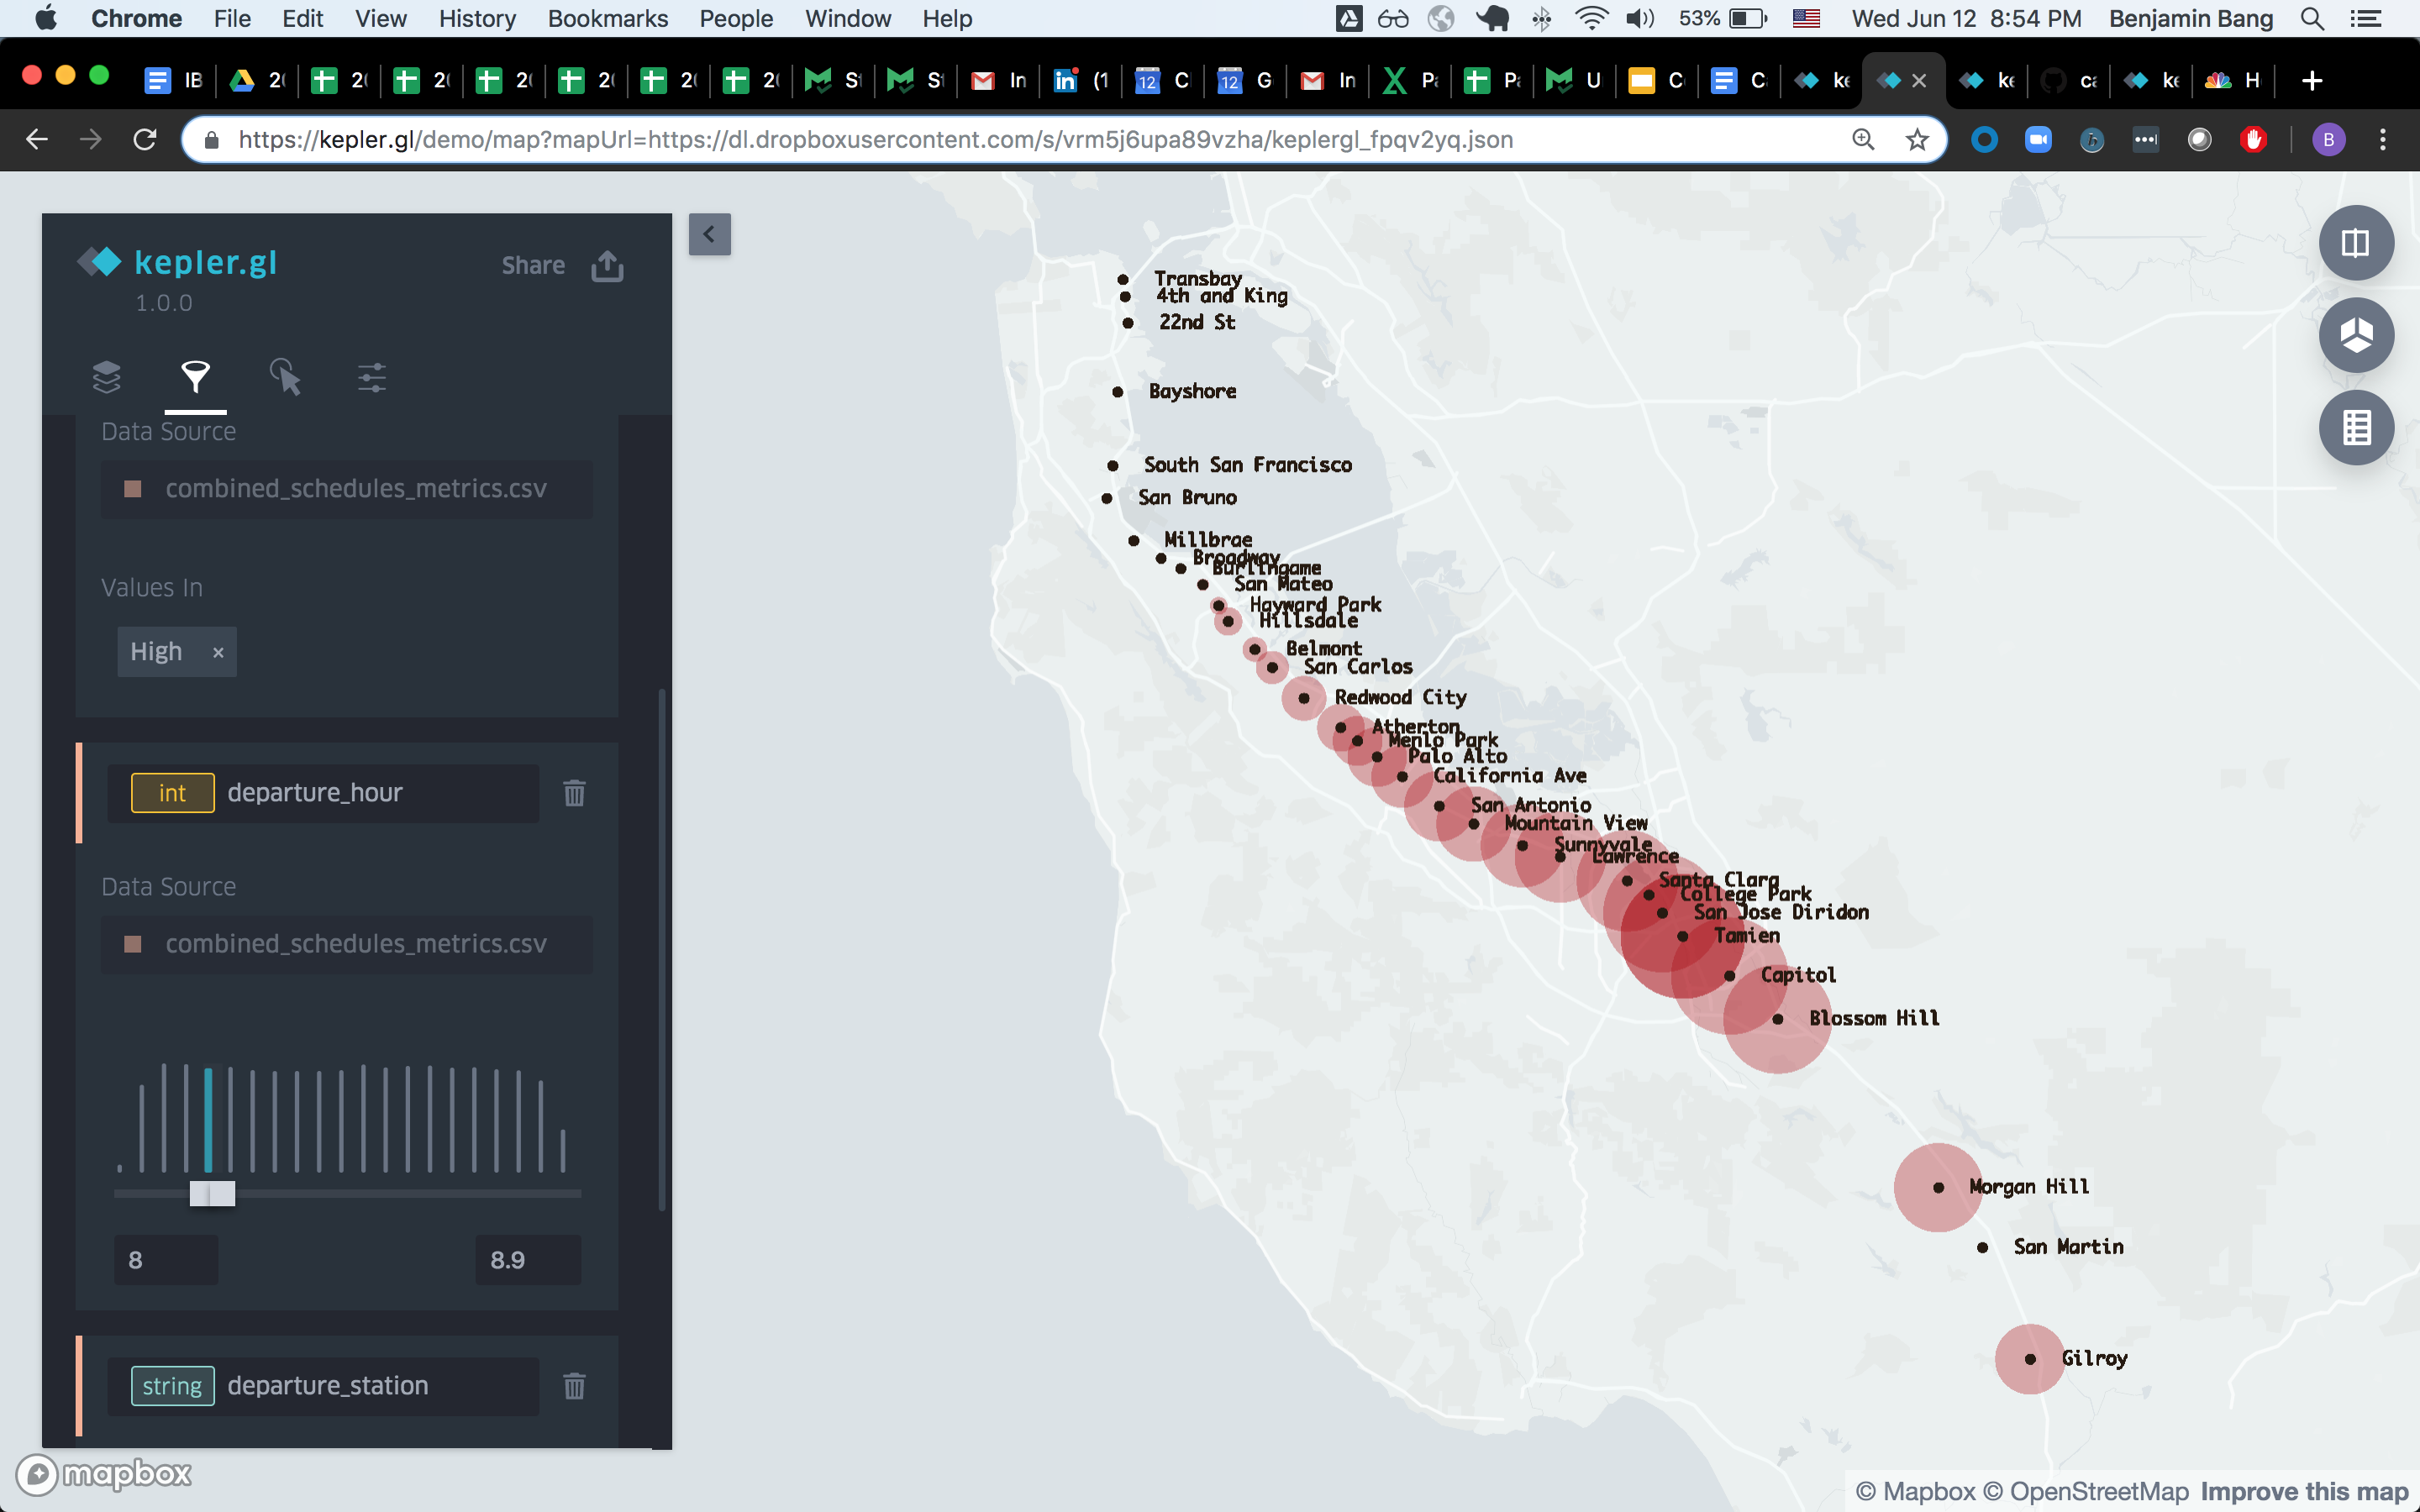 Chrome File Edit View History Bookmarks People Window Help 53% Wed Jun 12 8:54 PM Benjamin Bang
IB 2( 2( 2( 2( 2( 2( 2( S S In (1 12 C 12 G In P P U C C ke × ke ca ke H +
https://kepler.gl/demo/map?mapUrl=https://dl.dropboxusercontent.com/s/vrm5j6upa89vzha/keplergl_fpqv2yq.json
B
kepler.gl
1.0.0
Share
Data Source
combined_schedules_metrics.csv
Values In
High ×
int departure_hour
Data Source
combined_schedules_metrics.csv
8 8.9
string departure_station
mapbox
Transbay
4th and King
22nd St
Bayshore
South San Francisco
San Bruno
Millbrae
Broadway
Burlingame
San Mateo
Hayward Park
Hillsdale
Belmont
San Carlos
Redwood City
Atherton
Menlo Park
Palo Alto
California Ave
San Antonio
Mountain View
Sunnyvale
Lawrence
Santa Clara
College Park
San Jose Diridon
Tamien
Capitol
Blossom Hill
Morgan Hill
San Martin
Gilroy
© Mapbox © OpenStreetMap Improve this map